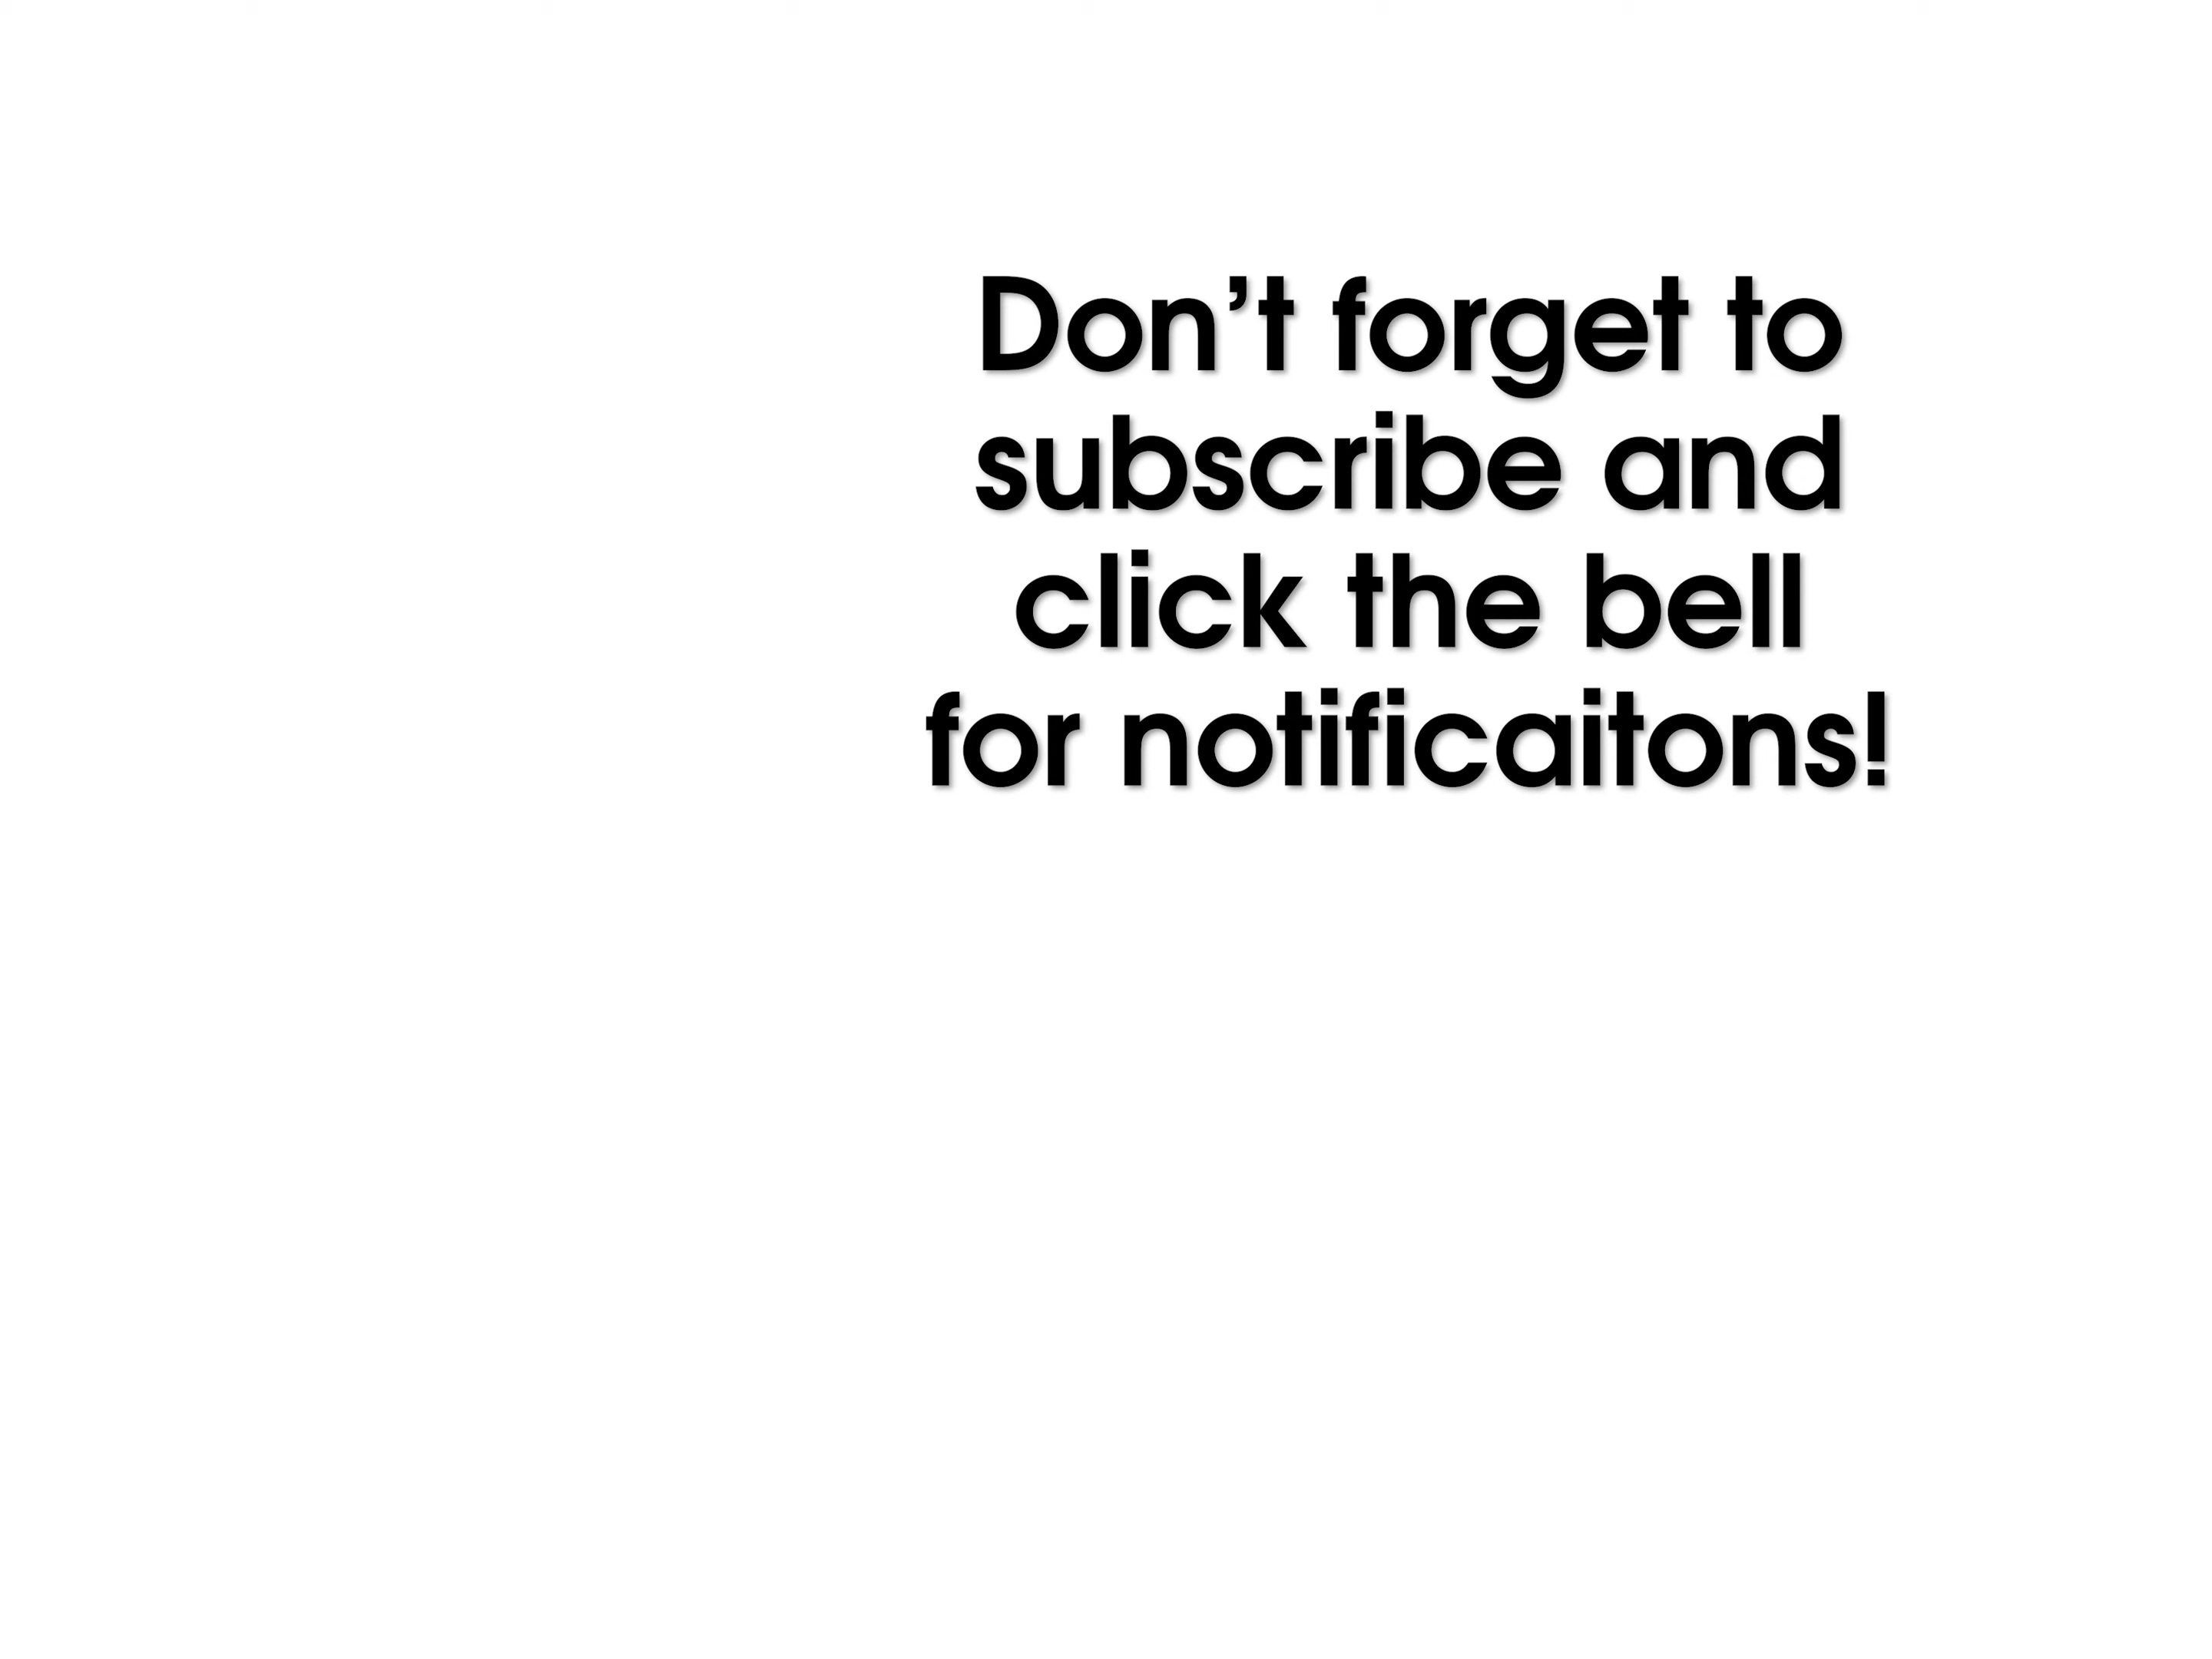 Don’t forget to
subscribe and
click the bell
for notificaitons!